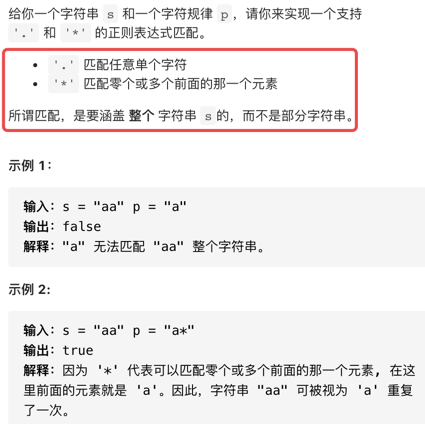 给你一个字符串 s 和一个字符规律 p，请你来实现一个支持
'.' 和 '*' 的正则表达式匹配。
• '.' 匹配任意单个字符
• '*' 匹配零个或多个前面的那一个元素
所谓匹配，是要涵盖 整个 字符串 s 的，而不是部分字符串。
示例 1：
输入：s = "aa" p = "a"
输出：false
解释："a" 无法匹配 "aa" 整个字符串。
示例 2:
输入：s = "aa" p = "a*"
输出：true
解释：因为 '*' 代表可以匹配零个或多个前面的那一个元素, 在这
里前面的元素就是 'a'。因此，字符串 "aa" 可被视为 'a' 重复
了一次。